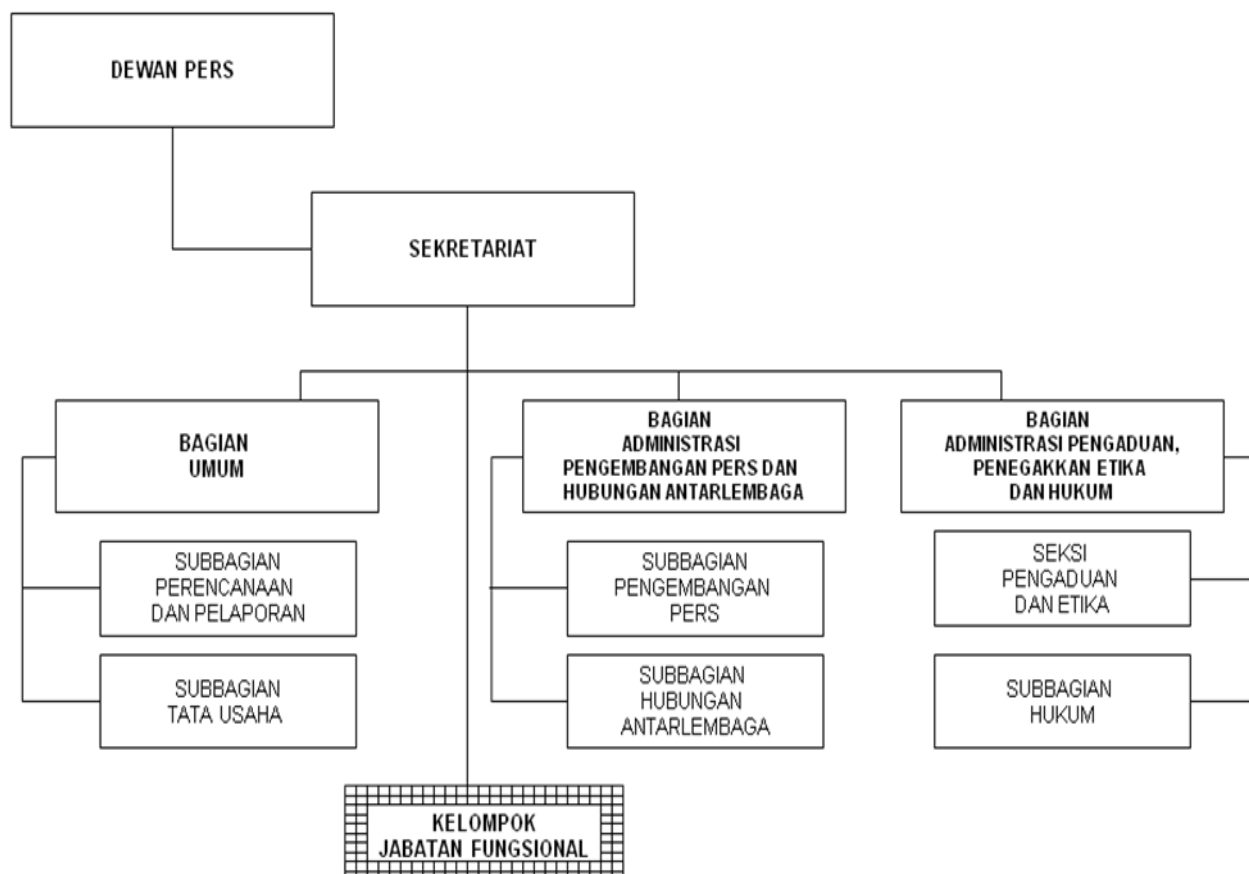 DEWAN PERS
SEKRETARIAT
BAGIAN
UMUM
BAGIAN
ADMINISTRASI
PENGEMBANGAN PERS DAN
HUBUNGAN ANTARLEMBAGA
BAGIAN
ADMINISTRASI PENGADUAN,
PENEGAKKAN ETIKA
DAN HUKUM
SUBBAGIAN
PERENCANAAN
DAN PELAPORAN
SUBBAGIAN
PENGEMBANGAN
PERS
SEKSI
PENGADUAN
DAN ETIKA
SUBBAGIAN
TATA USAHA
SUBBAGIAN
HUBUNGAN
ANTARLEMBAGA
SUBBAGIAN
HUKUM
KELOMPOK
JABATAN FUNGSIONAL